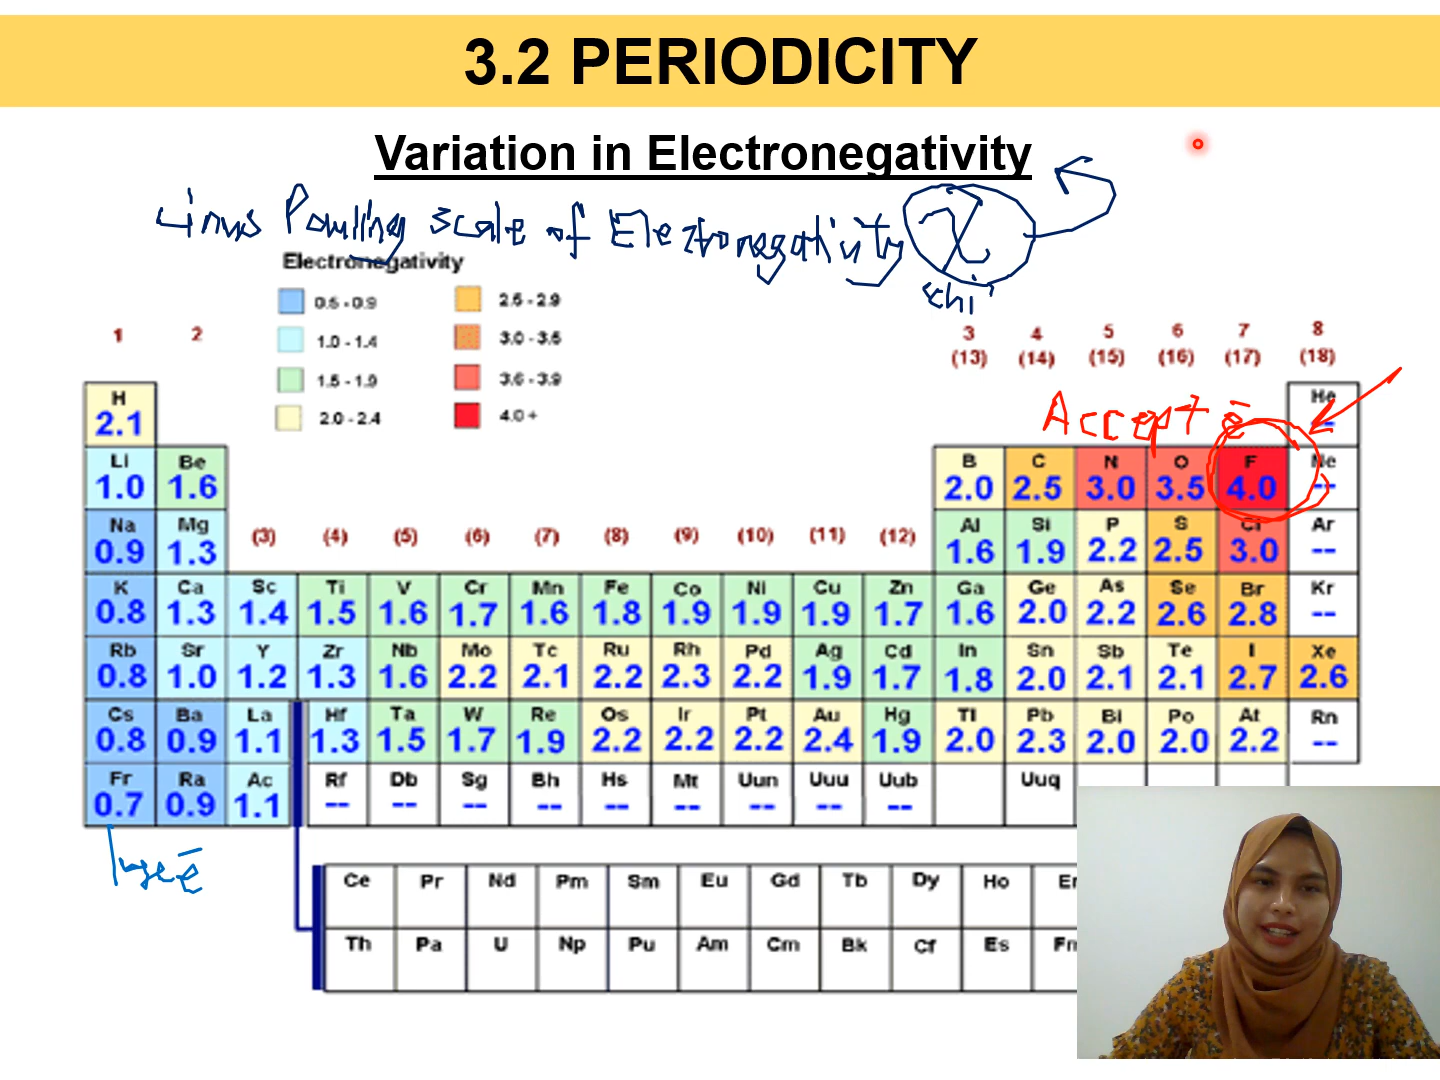 3.2 PERIODICITY
Variation in Electronegativity
Linus Pauling scale of Electronegativity χ
"chi"
Electronegativity
0.5 - 0.9 2.5 - 2.9
1.0 - 1.4 3.0 - 3.5
1.5 - 1.9 3.6 - 3.9
2.0 - 2.4 4.0 +
1 2 3 4 5 6 7 8
(13) (14) (15) (16) (17) (18)
Accept ē
H He
2.1 --
Li Be B C N O F Ne
1.0 1.6 2.0 2.5 3.0 3.5 4.0 --
Na Mg (3) (4) (5) (6) (7) (8) (9) (10) (11) (12) Al Si P S Cl Ar
0.9 1.3 1.6 1.9 2.2 2.5 3.0 --
K Ca Sc Ti V Cr Mn Fe Co Ni Cu Zn Ga Ge As Se Br Kr
0.8 1.3 1.4 1.5 1.6 1.7 1.6 1.8 1.9 1.9 1.9 1.7 1.6 2.0 2.2 2.6 2.8 --
Rb Sr Y Zr Nb Mo Tc Ru Rh Pd Ag Cd In Sn Sb Te I Xe
0.8 1.0 1.2 1.3 1.6 2.2 2.1 2.2 2.3 2.2 1.9 1.7 1.8 2.0 2.1 2.1 2.7 2.6
Cs Ba La Hf Ta W Re Os Ir Pt Au Hg Tl Pb Bi Po At Rn
0.8 0.9 1.1 1.3 1.5 1.7 1.9 2.2 2.2 2.2 2.4 1.9 2.0 2.3 2.0 2.0 2.2 --
Fr Ra Ac Rf Db Sg Bh Hs Mt Uun Uuu Uub Uuq
0.7 0.9 1.1 -- -- -- -- -- -- -- -- --
ē
Ce Pr Nd Pm Sm Eu Gd Tb Dy Ho
Th Pa U Np Pu Am Cm Bk Cf Es